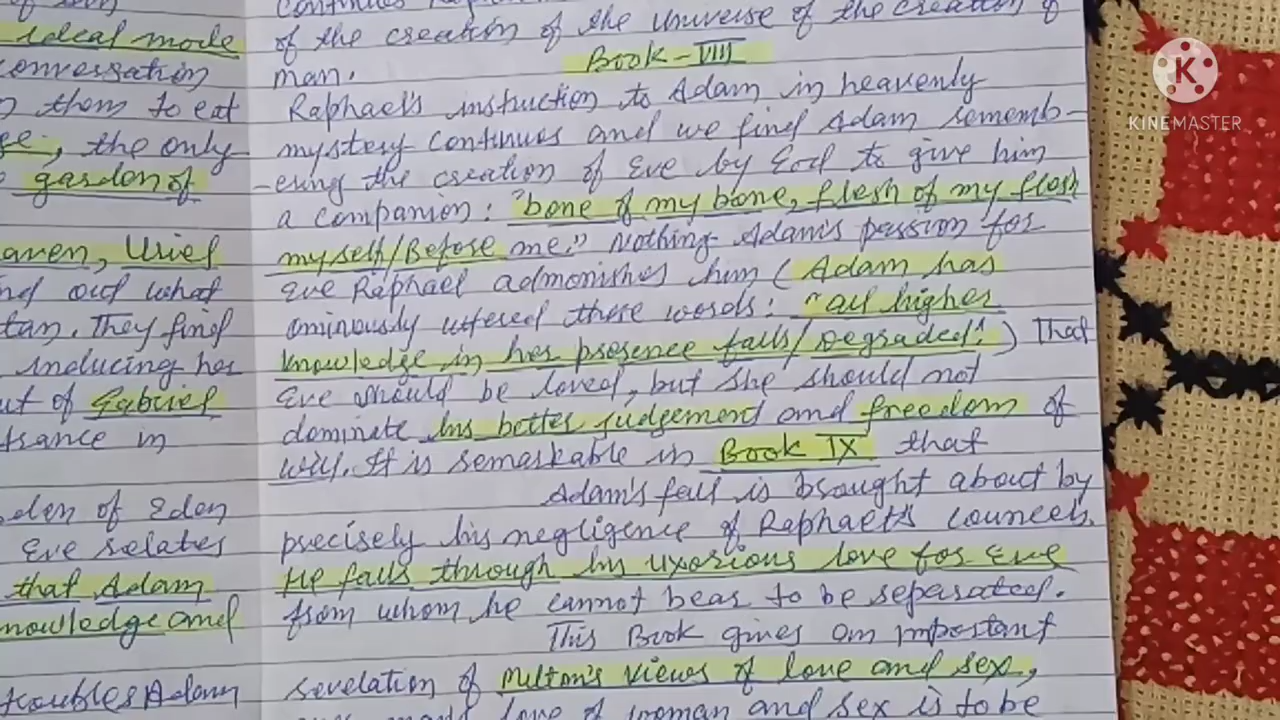 ideal mode
conversation
them to eat
the only
garden of
Uriel
out what
They find
inducing her
of Gabriel
in
of Eden
Eve relates
that Adam
and
troubles Adam
of the creation of the universe of the creation of
man.
Book-VIII
Raphael's instruction to Adam in heavenly
mystery continues and we find Adam rememb-
-ering the creation of Eve by God to give him
a companion: "bone of my bone, flesh of my flesh
myself/Before me." Nothing Adam's passion for
Eve Raphael admonishes him (Adam has
ominously uttered these words: "all higher
knowledge in her presence falls/Degraded".) That
Eve should be loved, but she should not
dominate his better judgement and freedom of
will. It is remarkable in Book IX that
Adam's fall is brought about by
precisely his negligence of Raphael's councels.
He falls through his uxorious love for Eve
from whom he cannot bear to be separated.
This Book gives an important
revelation of Milton's views of love and sex,
love of woman and sex is to be
K
KINEMASTER